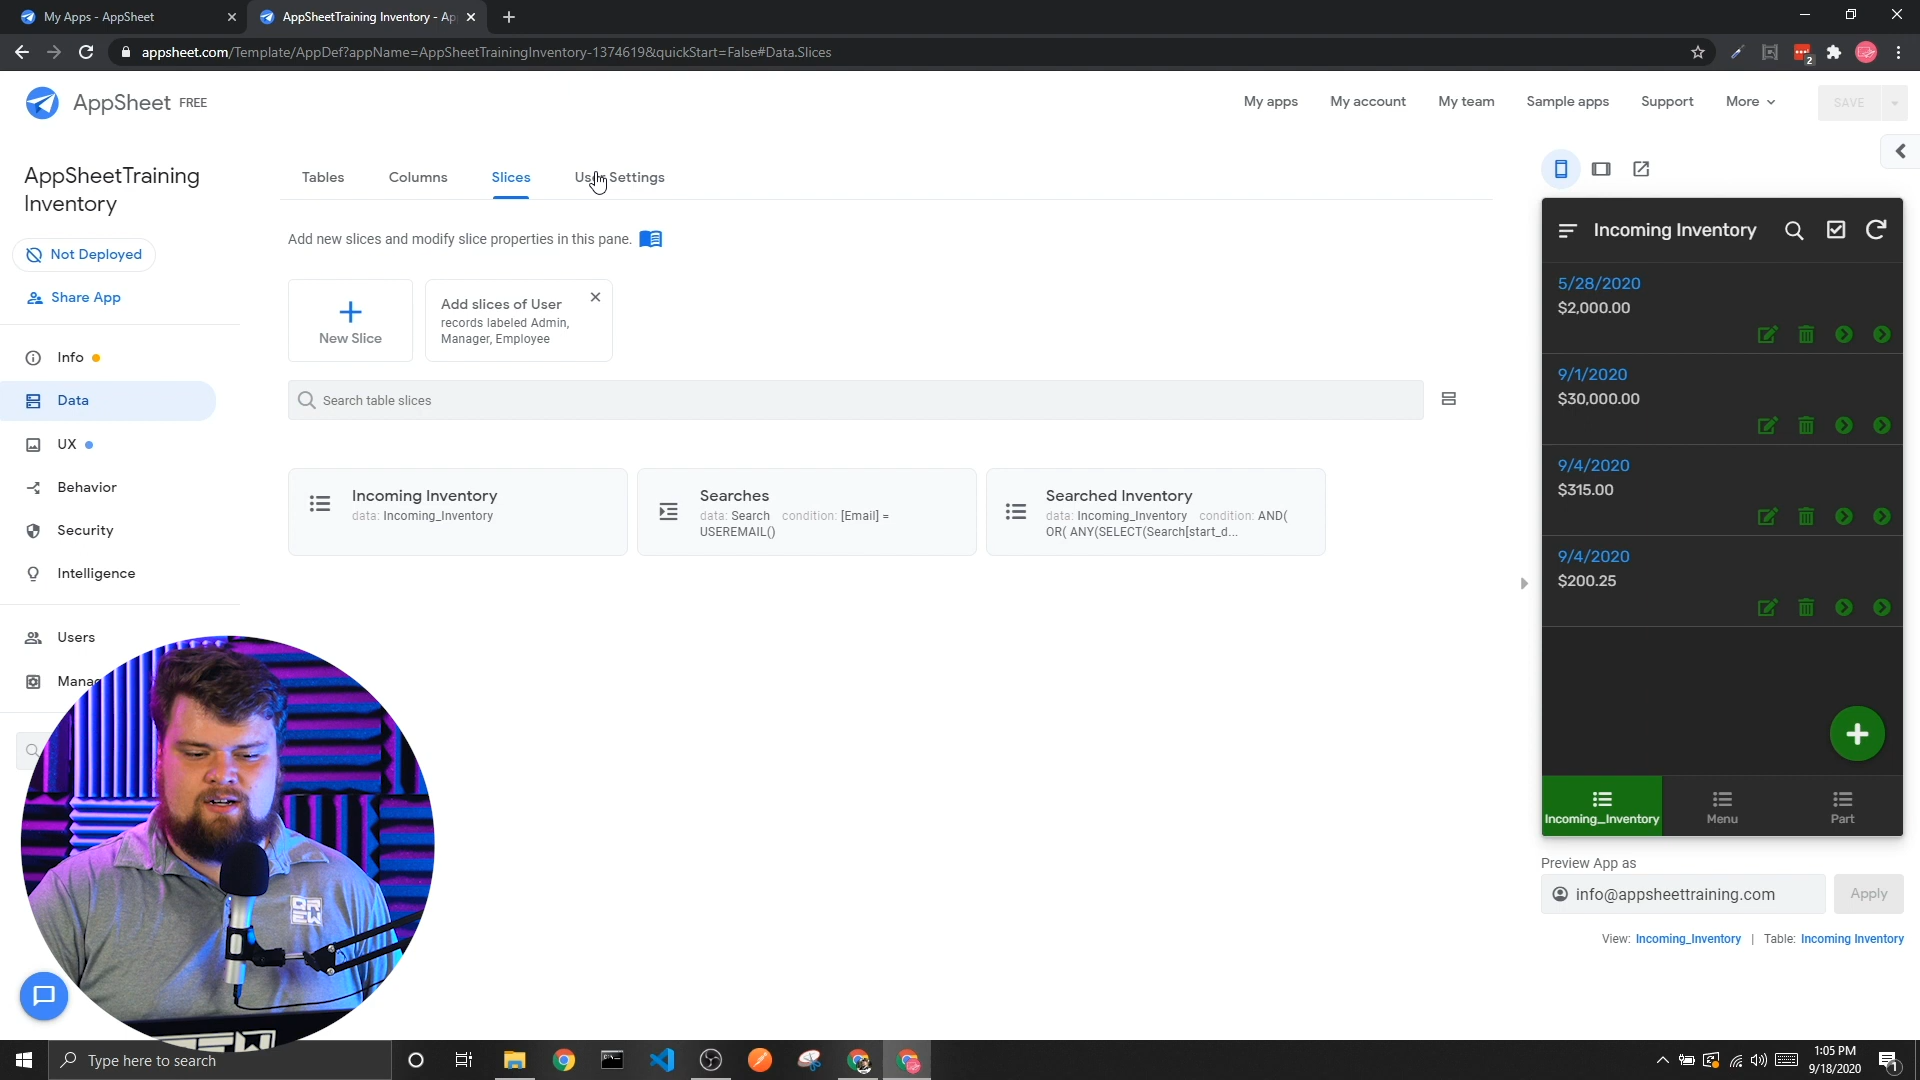 My Apps - AppSheet
AppSheetTraining Inventory - Ap
appsheet.com/Template/AppDef?appName=AppSheetTrainingInventory-1374619&quickStart=False#Data.Slices
2
AppSheet FREE
My apps
My account
My team
Sample apps
Support
More
SAVE
AppSheetTraining
Inventory
Not Deployed
Share App
Info
Data
UX
Behavior
Security
Intelligence
Users
Tables
Columns
Slices
User Settings
Add new slices and modify slice properties in this pane.
New Slice
Add slices of User
records labeled Admin,
Manager, Employee
Search table slices
Incoming Inventory
data: Incoming_Inventory
Searches
data: Search condition: [Email] =
USEREMAIL()
Searched Inventory
data: Incoming_Inventory condition: AND(
OR( ANY(SELECT(Search[start_d...
Incoming Inventory
5/28/2020
$2,000.00
9/1/2020
$30,000.00
9/4/2020
$315.00
9/4/2020
$200.25
Incoming_Inventory
Menu
Part
Preview App as
info@appsheettraining.com
Apply
View: Incoming_Inventory | Table: Incoming Inventory
DR
EW
Type here to search
1:05 PM
9/18/2020
1